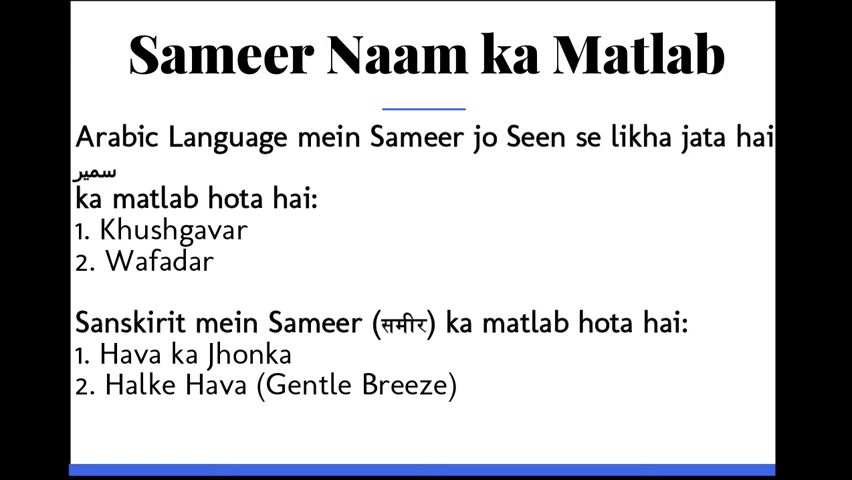 Sameer Naam ka Matlab
Arabic Language mein Sameer jo Seen se likha jata hai
سمیر
ka matlab hota hai:
1. Khushgavar
2. Wafadar
Sanskirit mein Sameer (समीर) ka matlab hota hai:
1. Hava ka Jhonka
2. Halke Hava (Gentle Breeze)